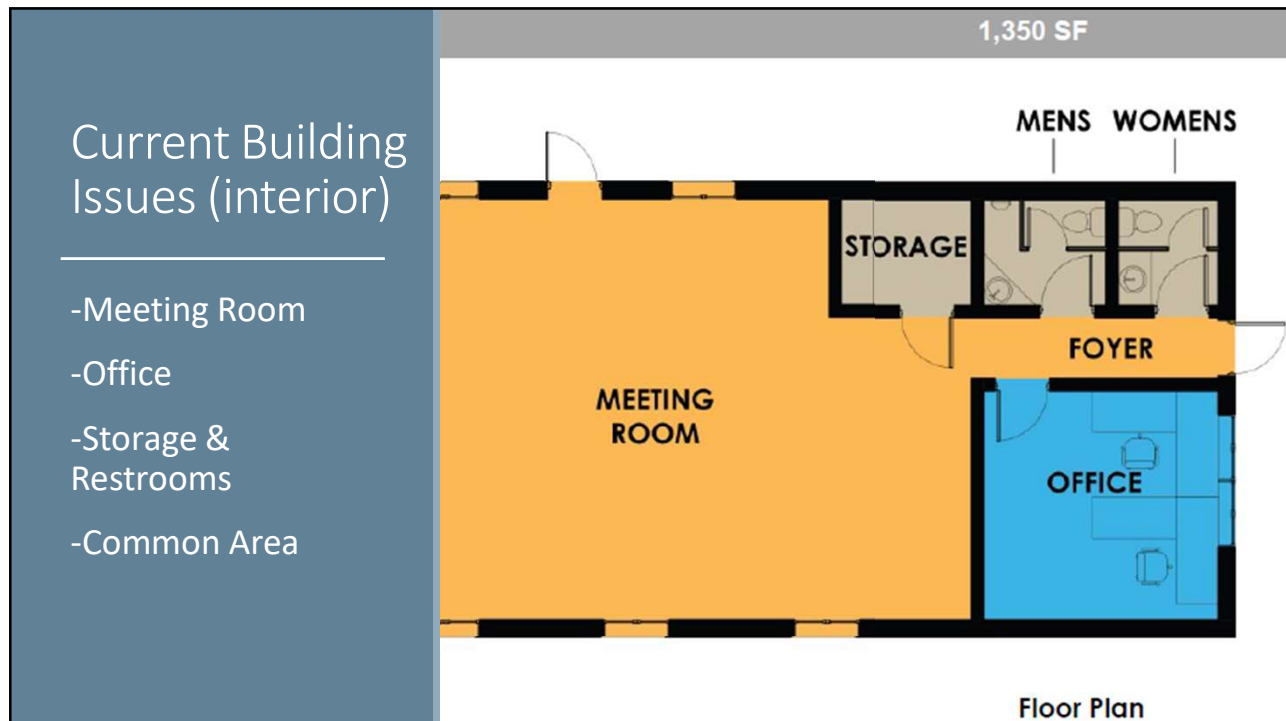 Current Building
Issues (interior)
-Meeting Room
-Office
-Storage &
Restrooms
-Common Area
1,350 SF
MENS WOMENS
STORAGE
FOYER
MEETING
ROOM
OFFICE
Floor Plan